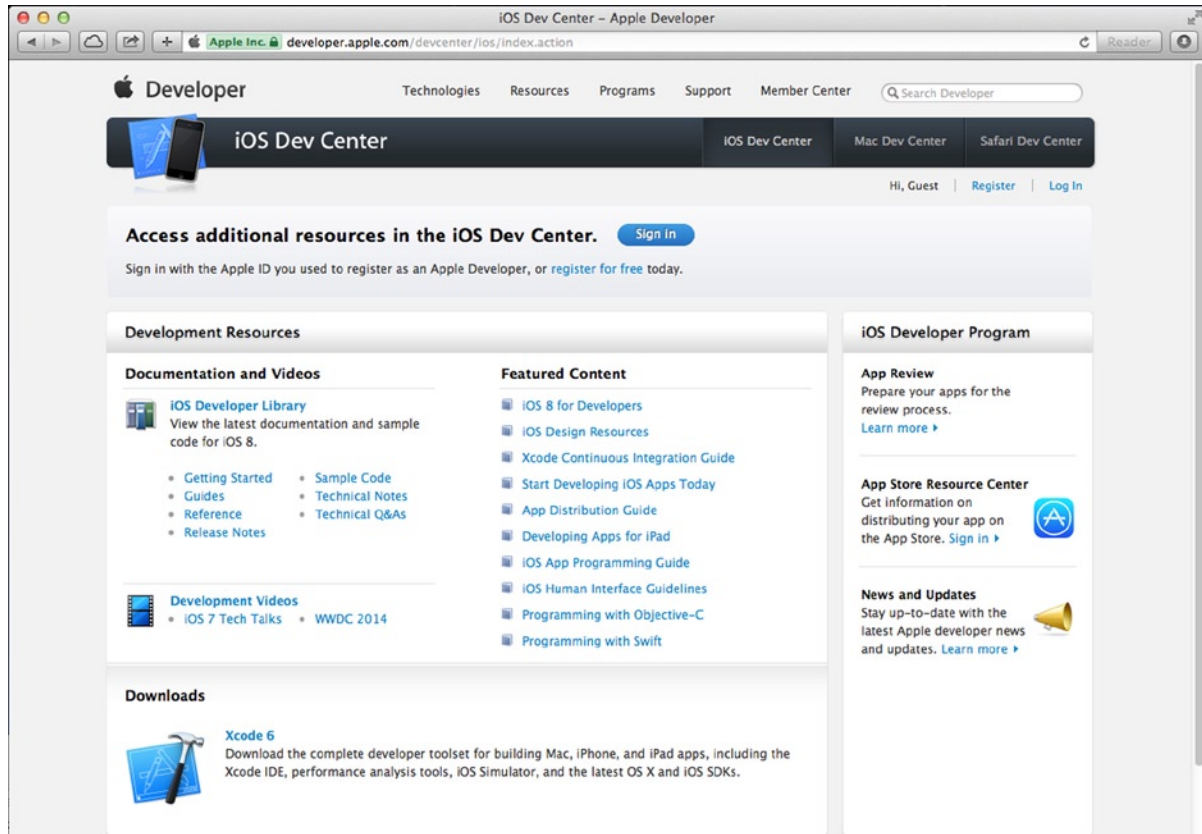 iOS Dev Center – Apple Developer
Apple Inc. developer.apple.com/devcenter/ios/index.action
Reader
Developer
Technologies Resources Programs Support Member Center
Search Developer
iOS Dev Center
iOS Dev Center Mac Dev Center Safari Dev Center
Hi, Guest | Register | Log In
Access additional resources in the iOS Dev Center. Sign in
Sign in with the Apple ID you used to register as an Apple Developer, or register for free today.
Development Resources
Documentation and Videos
iOS Developer Library
View the latest documentation and sample
code for iOS 8.
Getting Started
Guides
Reference
Release Notes
Sample Code
Technical Notes
Technical Q&As
Development Videos
iOS 7 Tech Talks WWDC 2014
Featured Content
iOS 8 for Developers
iOS Design Resources
Xcode Continuous Integration Guide
Start Developing iOS Apps Today
App Distribution Guide
Developing Apps for iPad
iOS App Programming Guide
iOS Human Interface Guidelines
Programming with Objective-C
Programming with Swift
Downloads
Xcode 6
Download the complete developer toolset for building Mac, iPhone, and iPad apps, including the
Xcode IDE, performance analysis tools, iOS Simulator, and the latest OS X and iOS SDKs.
iOS Developer Program
App Review
Prepare your apps for the
review process.
Learn more
App Store Resource Center
Get information on
distributing your app on
the App Store. Sign in
News and Updates
Stay up-to-date with the
latest Apple developer news
and updates. Learn more